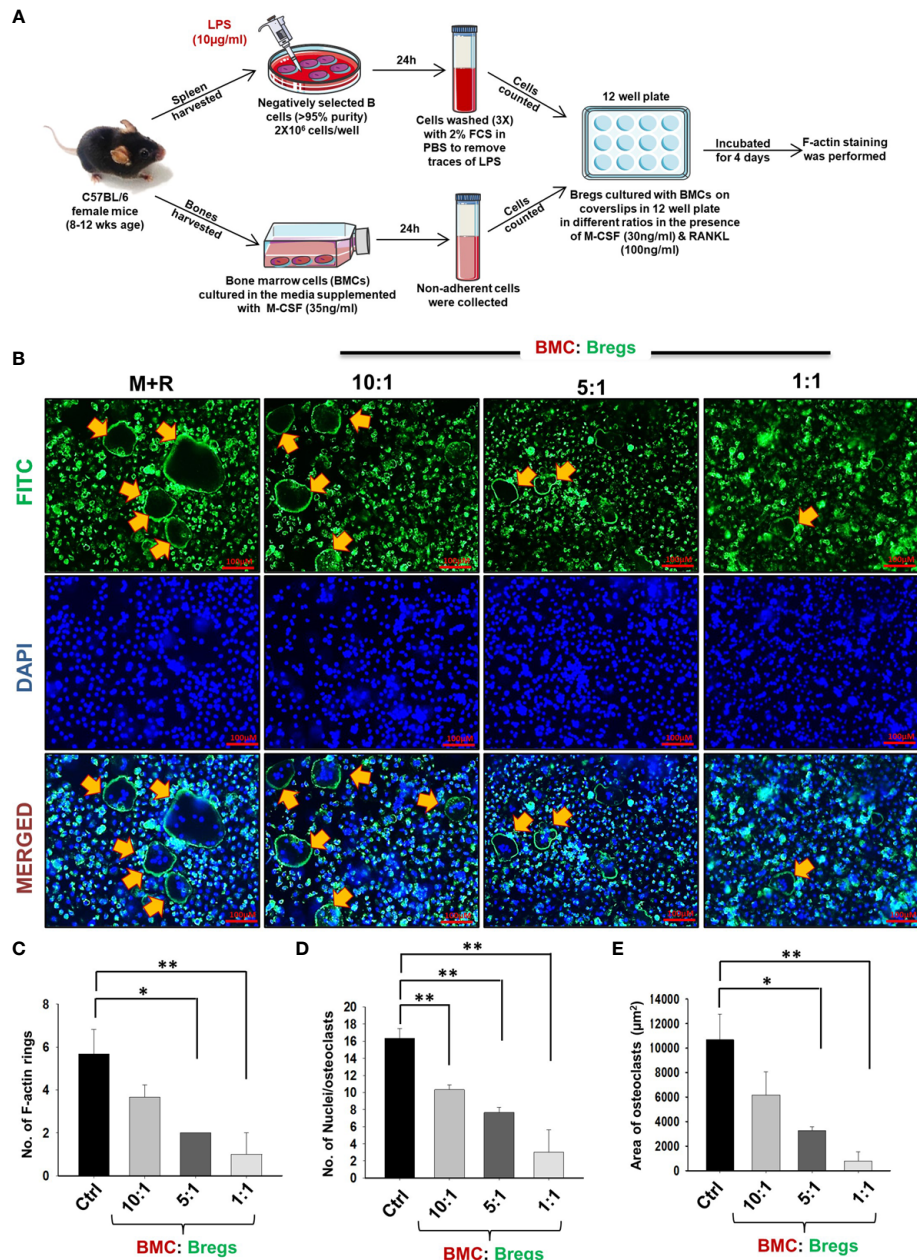 A
LPS
(10µg/ml)
Spleen harvested
24h
Cells counted
12 well plate
Negatively selected B
cells (>95% purity)
2X10⁶ cells/well
Cells washed (3X)
with 2% FCS in
PBS to remove
traces of LPS
Incubated
for 4 days
F-actin staining
was performed
C57BL/6
female mice
(8-12 wks age)
Bones harvested
24h
Cells counted
Bregs cultured with BMCs on
coverslips in 12 well plate
in different ratios in the presence
of M-CSF (30ng/ml) & RANKL
(100ng/ml)
Bone marrow cells (BMCs)
cultured in the media supplemented
with M-CSF (35ng/ml)
Non-adherent cells
were collected
B
BMC: Bregs
M+R
10:1
5:1
1:1
FITC
100µM
100µM
100µM
100µM
DAPI
100µM
100µM
100µM
100µM
MERGED
100µM
100µM
100µM
100µM
C
**
*
No. of F-actin rings
8
6
4
2
0
Ctrl
10:1
5:1
1:1
BMC: Bregs
D
**
**
**
No. of Nuclei/osteoclasts
18
16
14
12
10
8
6
4
2
0
Ctrl
10:1
5:1
1:1
BMC: Bregs
E
**
*
Area of osteoclasts (µm²)
14000
12000
10000
8000
6000
4000
2000
0
Ctrl
10:1
5:1
1:1
BMC: Bregs